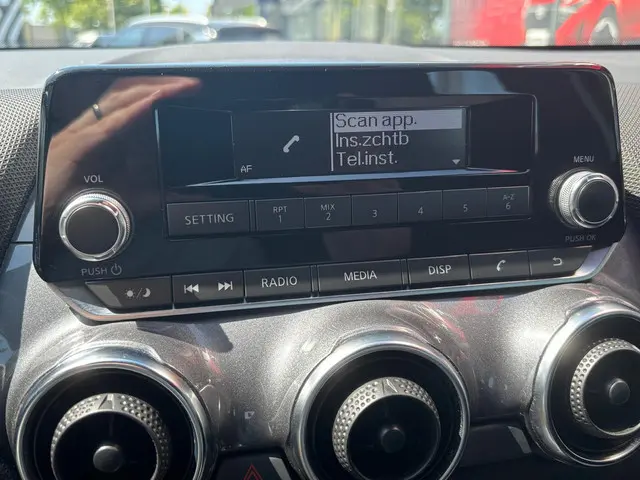 Scan app.
Ins.zchtb
Tel.inst.
AF
VOL
MENU
SETTING
RPT
1
MIX
2
3
4
5
A-Z
6
PUSH
PUSH OK
RADIO
MEDIA
DISP